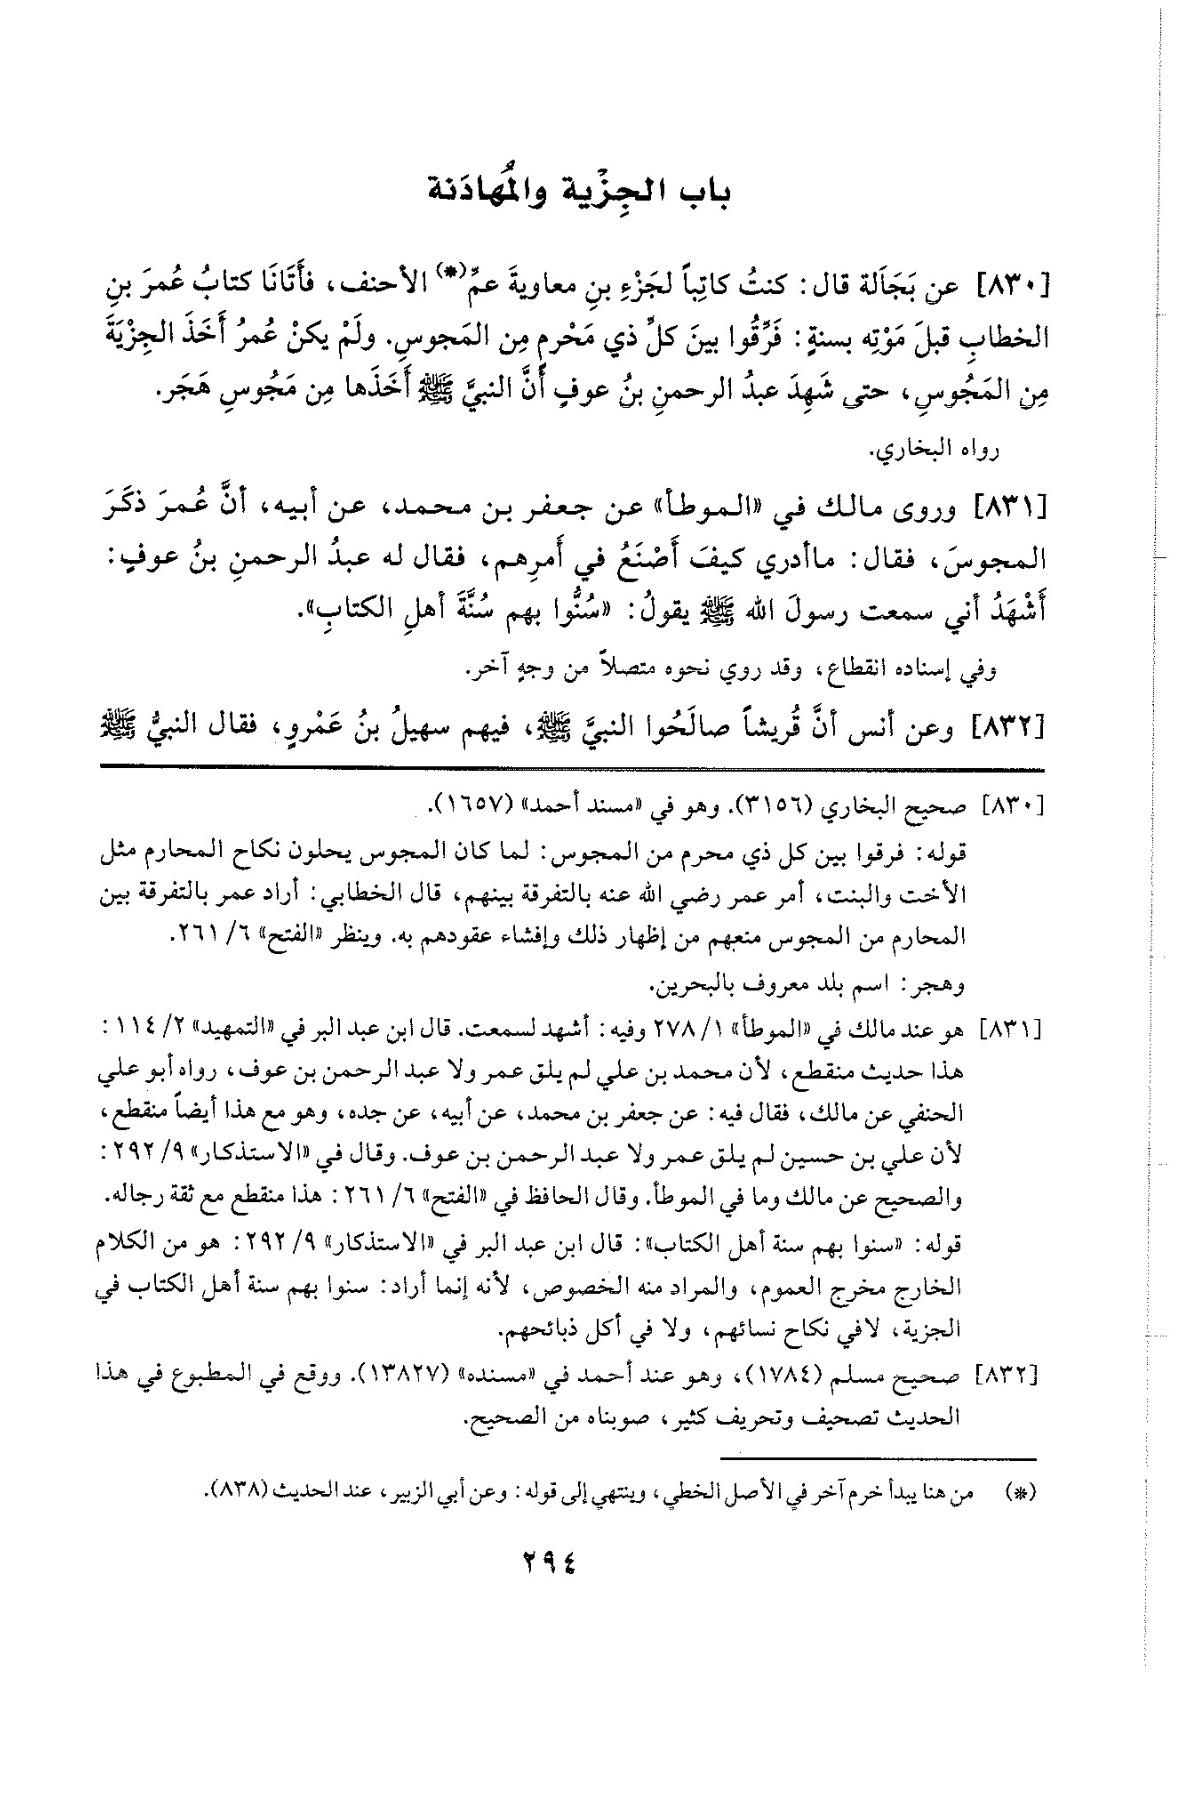 باب الجِزْية والمُهادَنة
[٨٣٠] عن بَجَالَة قال: كنتُ كاتِباً لجَزْءِ بنِ معاويةَ عمِّ(*) الأحنف، فأَتَانَا كتابُ عُمرَ بنِ
الخطابِ قبلَ مَوْتِه بسنةٍ: فَرِّقُوا بينَ كلِّ ذي مَحْرمٍ مِن المَجوسِ. ولَمْ يكنْ عُمرُ أَخَذَ الجِزْيَةَ
مِن المَجُوسِ، حتى شَهِدَ عبدُ الرحمنِ بنُ عوفٍ أَنَّ النبيَّ ﷺ أَخَذَها مِن مَجُوسِ هَجَر.
رواه البخاري.
[٨٣١] وروى مالك في «الموطأ» عن جعفر بن محمد، عن أبيه، أنَّ عُمرَ ذكَرَ
المجوسَ، فقال: ماأدري كيفَ أَصْنَعُ في أَمرِهم، فقال له عبدُ الرحمنِ بنُ عوفٍ:
أَشْهَدُ أني سمعت رسولَ الله ﷺ يقولُ: «سُنُّوا بهم سُنَّةَ أهلِ الكتابِ».
وفي إسناده انقطاع، وقد روي نحوه متصلاً من وجهٍ آخر.
[٨٣٢] وعن أنس أنَّ قُريشاً صالَحُوا النبيَّ ﷺ، فيهم سهيلُ بنُ عَمْروٍ، فقال النبيُّ ﷺ
[٨٣٠] صحيح البخاري (٣١٥٦). وهو في «مسند أحمد» (١٦٥٧).
قوله: فرقوا بين كل ذي محرم من المجوس: لما كان المجوس يحلون نكاح المحارم مثل
الأخت والبنت، أمر عمر رضي الله عنه بالتفرقة بينهم، قال الخطابي: أراد عمر بالتفرقة بين
المحارم من المجوس منعهم من إظهار ذلك وإفشاء عقودهم به. وينظر «الفتح» ٦/ ٢٦١.
وهجر: اسم بلد معروف بالبحرين.
[٨٣١] هو عند مالك في «الموطأ» ١/ ٢٧٨ وفيه: أشهد لسمعت. قال ابن عبد البر في «التمهيد» ٢/ ١١٤:
هذا حديث منقطع، لأن محمد بن علي لم يلق عمر ولا عبد الرحمن بن عوف، رواه أبو علي
الحنفي عن مالك، فقال فيه: عن جعفر بن محمد، عن أبيه، عن جده، وهو مع هذا أيضاً منقطع،
لأن علي بن حسين لم يلق عمر ولا عبد الرحمن بن عوف. وقال في «الاستذكار» ٩/ ٢٩٢:
والصحيح عن مالك وما في الموطأ. وقال الحافظ في «الفتح» ٦/ ٢٦١: هذا منقطع مع ثقة رجاله.
قوله: «سنوا بهم سنة أهل الكتاب»: قال ابن عبد البر في «الاستذكار» ٩/ ٢٩٢: هو من الكلام
الخارج مخرج العموم، والمراد منه الخصوص، لأنه إنما أراد: سنوا بهم سنة أهل الكتاب في
الجزية، لافي نكاح نسائهم، ولا في أكل ذبائحهم.
[٨٣٢] صحيح مسلم (١٧٨٤)، وهو عند أحمد في «مسنده» (١٣٨٢٧). ووقع في المطبوع في هذا
الحديث تصحيف وتحريف كثير، صوبناه من الصحيح.
(*) من هنا يبدأ خرم آخر في الأصل الخطي، وينتهي إلى قوله: وعن أبي الزبير، عند الحديث (٨٣٨).
٢٩٤